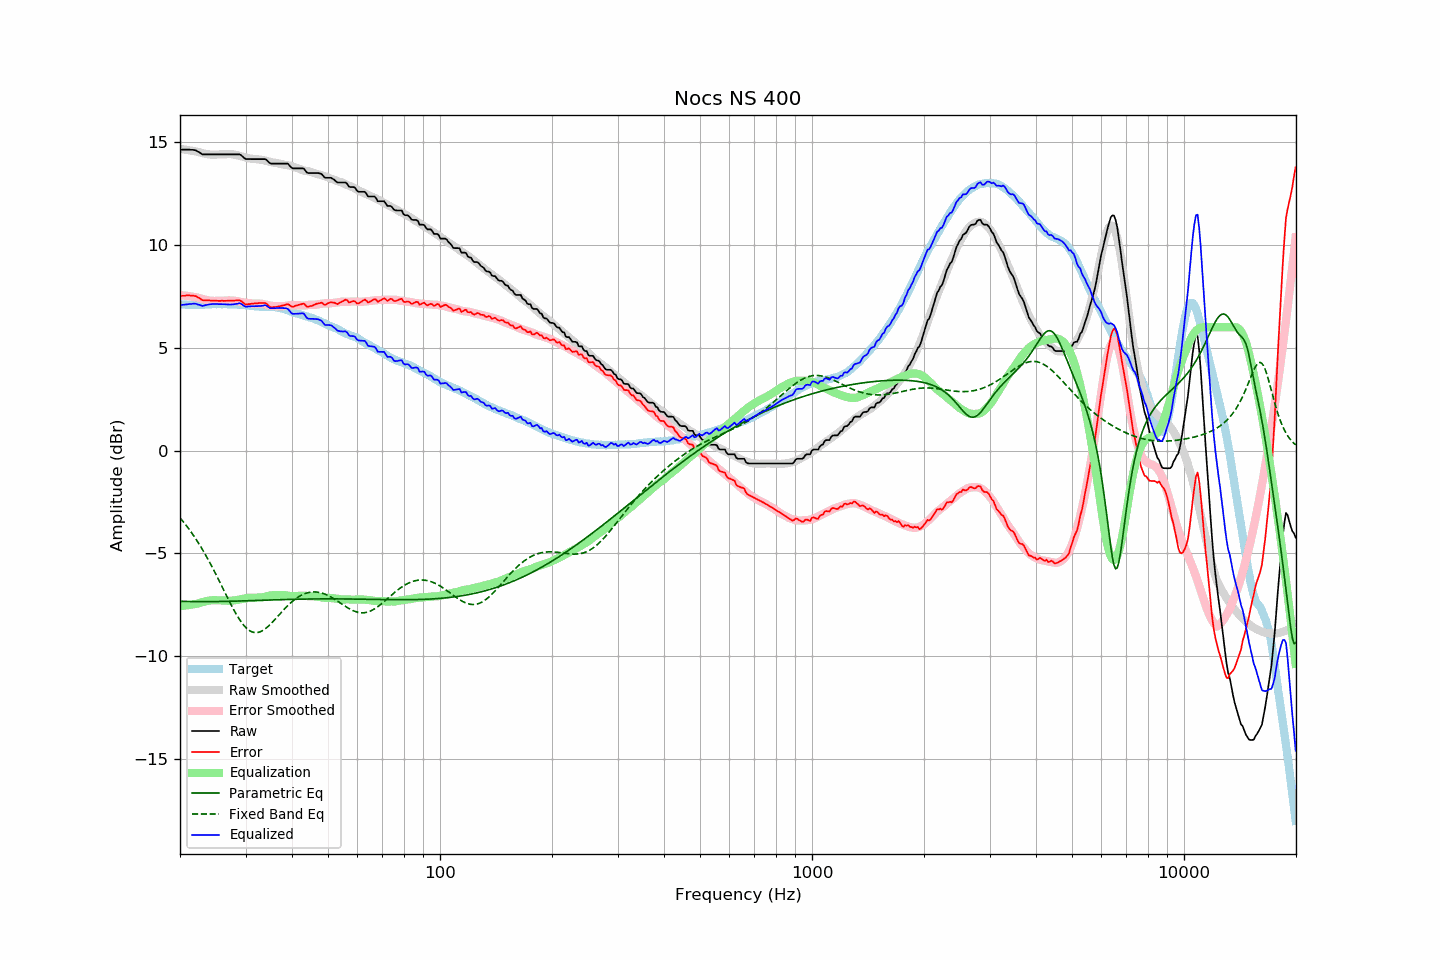 Nocs NS 400
Amplitude (dBr)
15
10
5
0
−5
−10
−15
Target
Raw Smoothed
Error Smoothed
Raw
Error
Equalization
Parametric Eq
Fixed Band Eq
Equalized
100
1000
10000
Frequency (Hz)